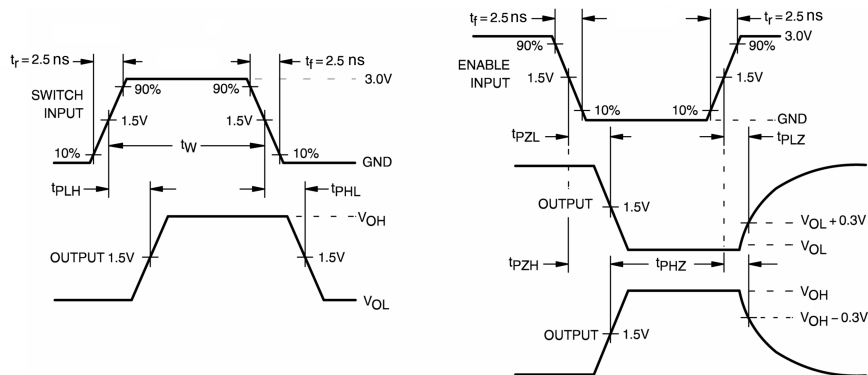 tr = 2.5 ns
tf = 2.5 ns
SWITCH INPUT
90%
90%
3.0V
1.5V
1.5V
tW
10%
10%
GND
tPLH
tPHL
VOH
OUTPUT 1.5V
1.5V
VOL
tf = 2.5 ns
tr = 2.5 ns
3.0V
90%
90%
ENABLE INPUT
1.5V
1.5V
10%
10%
GND
tPZL
tPLZ
OUTPUT
1.5V
VOL + 0.3V
VOL
tPZH
tPHZ
VOH
VOH – 0.3V
OUTPUT
1.5V